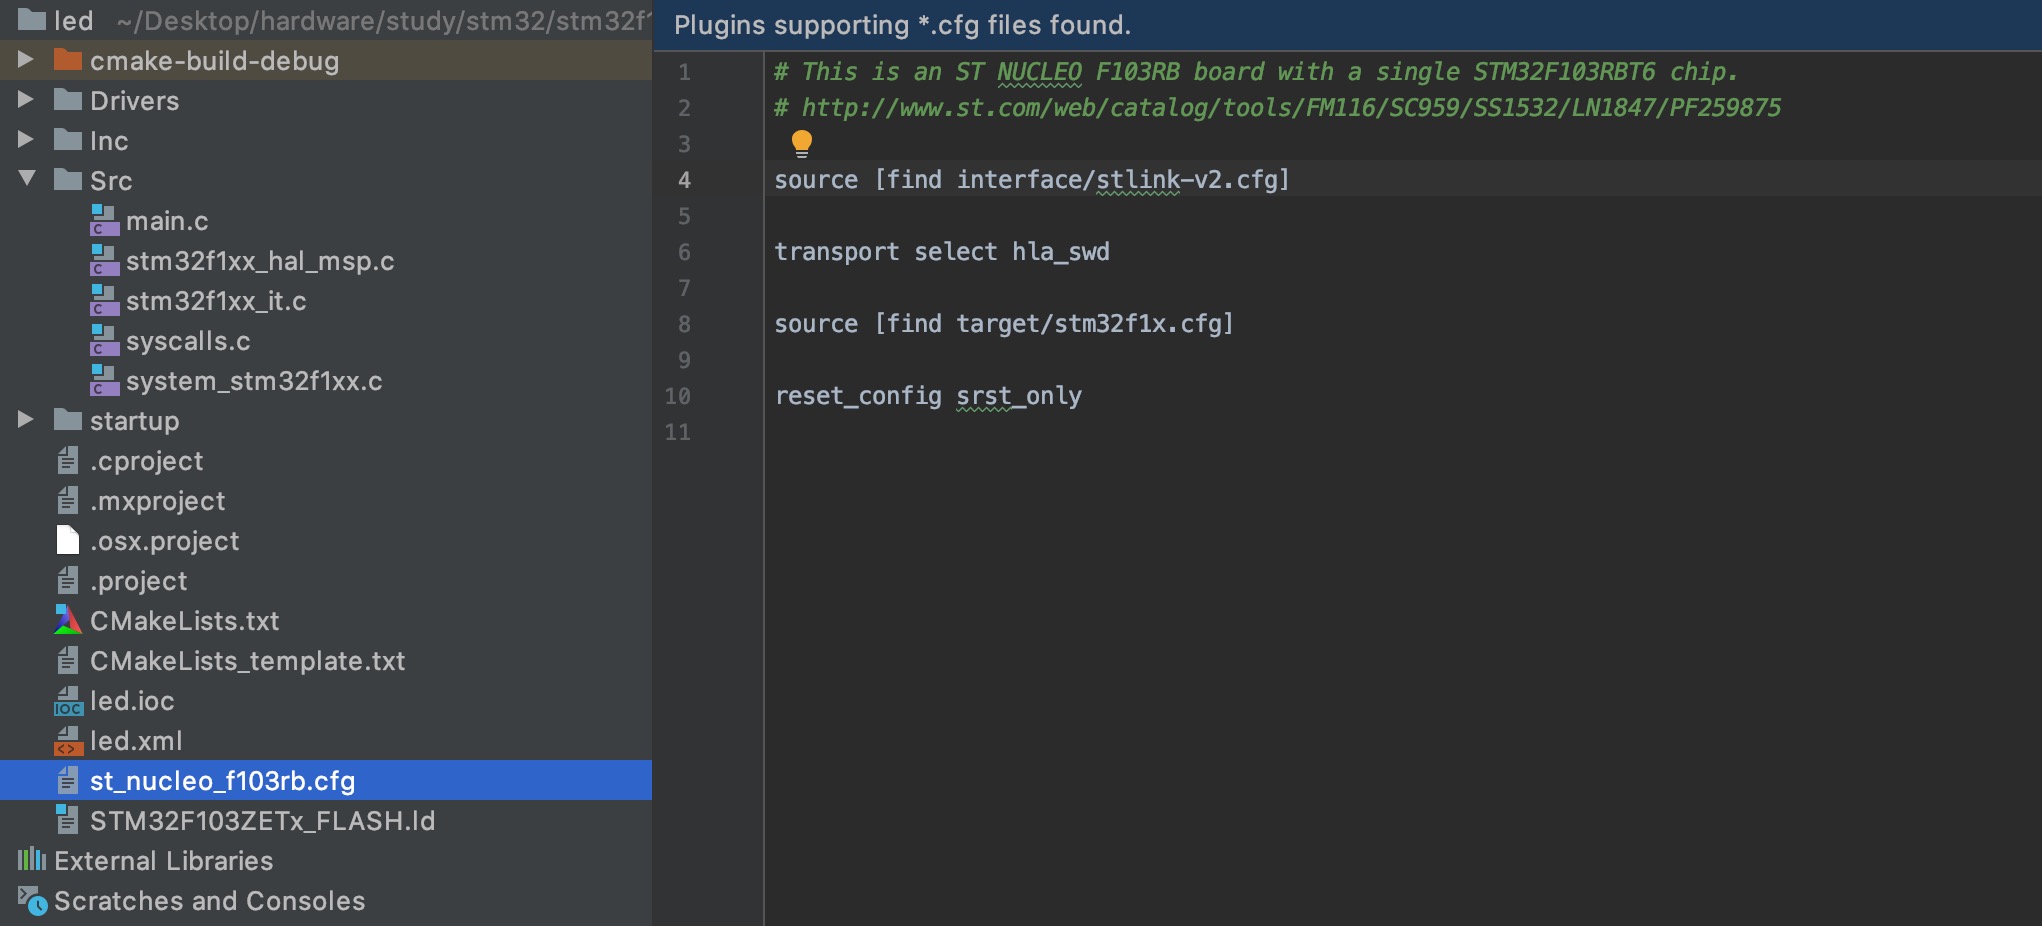 led ~/Desktop/hardware/study/stm32/stm32f1
cmake-build-debug
Drivers
Inc
Src
main.c
stm32f1xx_hal_msp.c
stm32f1xx_it.c
syscalls.c
system_stm32f1xx.c
startup
.cproject
.mxproject
.osx.project
.project
CMakeLists.txt
CMakeLists_template.txt
led.ioc
led.xml
st_nucleo_f103rb.cfg
STM32F103ZETx_FLASH.ld
External Libraries
Scratches and Consoles
Plugins supporting *.cfg files found.
1 # This is an ST NUCLEO F103RB board with a single STM32F103RBT6 chip.
2 # http://www.st.com/web/catalog/tools/FM116/SC959/SS1532/LN1847/PF259875
3
4 source [find interface/stlink-v2.cfg]
5
6 transport select hla_swd
7
8 source [find target/stm32f1x.cfg]
9
10 reset_config srst_only
11